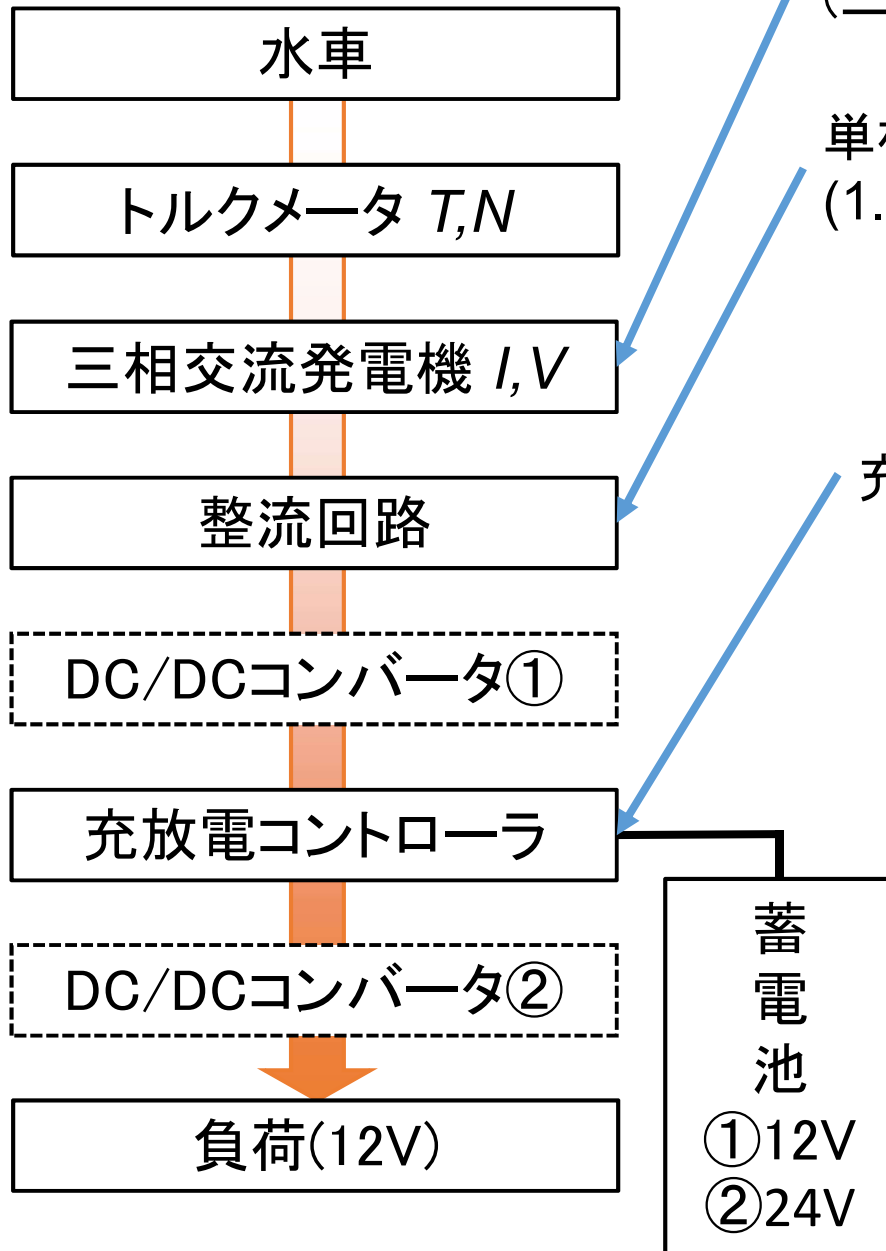 水車
トルクメータ T,N
三相交流発電機 I,V
整流回路
DC/DCコンバータ①
充放電コントローラ
DC/DCコンバータ②
負荷(12V)
(1.
蓄
電
池
①12V
②24V